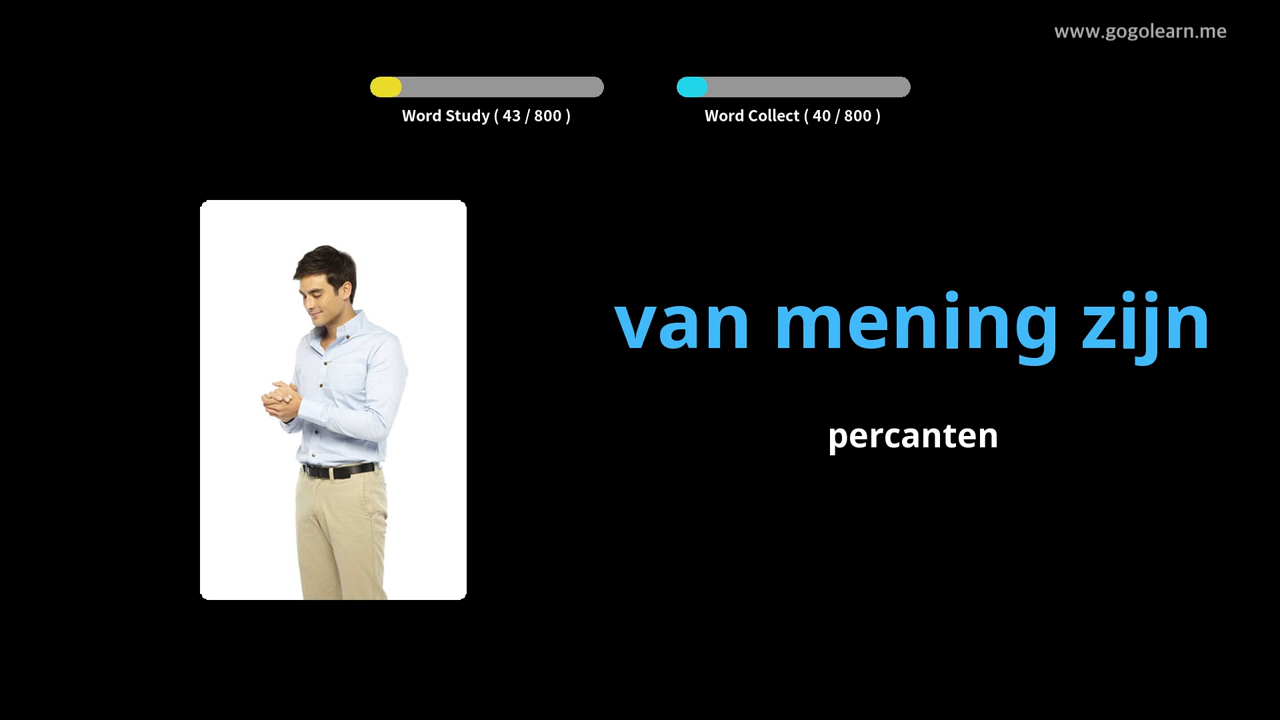 www.gogolearn.me
Word Study ( 43 / 800 )
Word Collect ( 40 / 800 )
van mening zijn
percanten